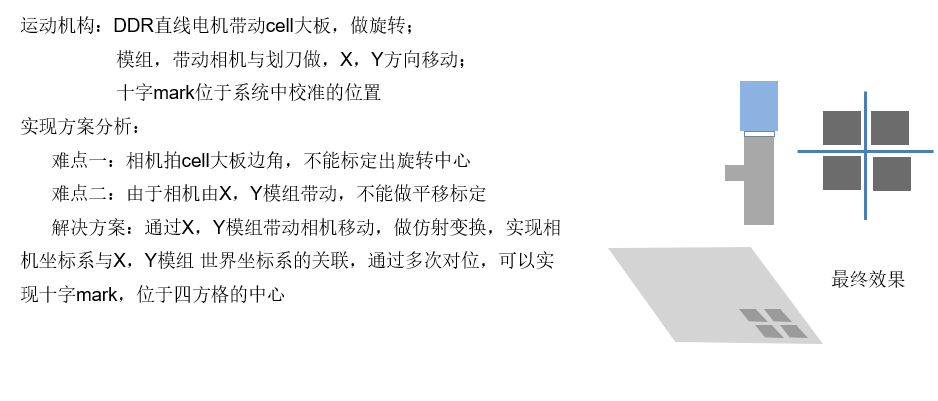 运动机构：DDR直线电机带动cell大板，做旋转；
模组，带动相机与划刀做，X，Y方向移动；
十字mark位于系统中校准的位置
实现方案分析：
难点一：相机拍cell大板边角，不能标定出旋转中心
难点二：由于相机由X，Y模组带动，不能做平移标定
解决方案：通过X，Y模组带动相机移动，做仿射变换，实现相
机坐标系与X，Y模组 世界坐标系的关联，通过多次对位，可以实
现十字mark，位于四方格的中心
最终效果